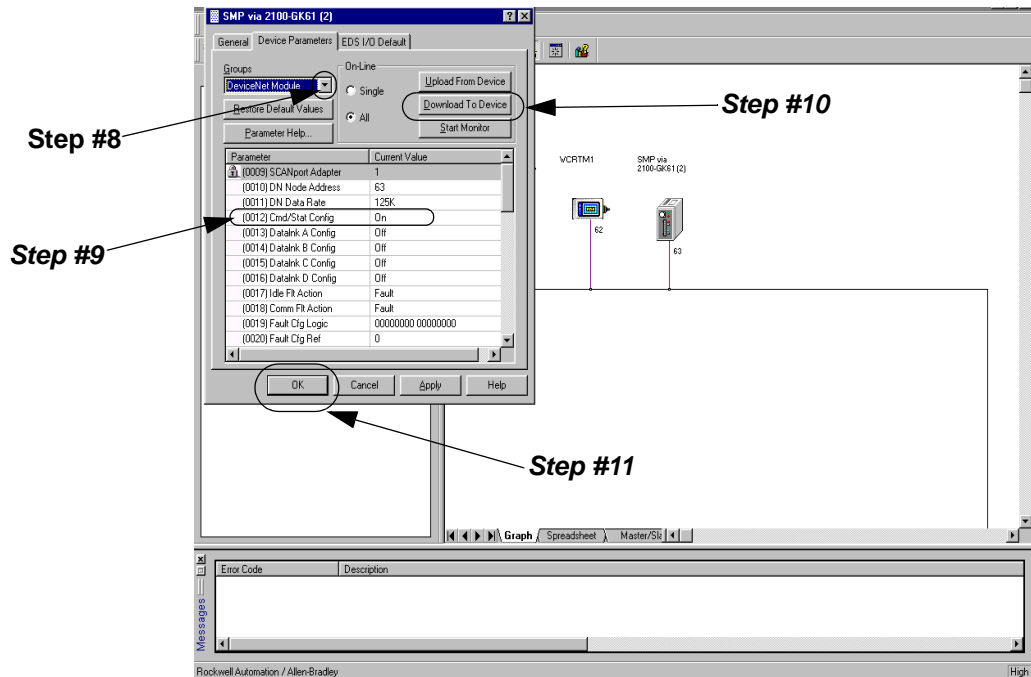 SMP via 2100-GK61 (2)
General Device Parameters EDS I/O Default
Groups
DeviceNet Module
Restore Default Values
Parameter Help...
On-Line
Single
All
Upload From Device
Download To Device
Start Monitor
Step #8
Step #10
Parameter Current Value
(0009) SCANport Adapter 1
(0010) DN Node Address 63
(0011) DN Data Rate 125K
(0012) Cmd/Stat Config On
(0013) Datalnk A Config Off
(0014) Datalnk B Config Off
(0015) Datalnk C Config Off
(0016) Datalnk D Config Off
(0017) Idle Flt Action Fault
(0018) Comm Flt Action Fault
(0019) Fault Cfg Logic 00000000 00000000
(0020) Fault Cfg Ref 0
Step #9
OK Cancel Apply Help
WCRTM1
62
SMP via
2100-GK61 (2)
63
Step #11
Graph Spreadsheet Master/Sla
Messages
Error Code Description
Rockwell Automation / Allen-Bradley
High